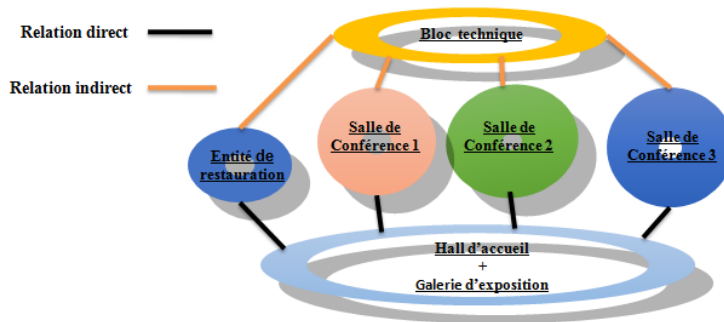 Relation direct
Relation indirect
Bloc technique
Entité de
restauration
Salle de
Conférence 1
Salle de
Conférence 2
Salle de
Conférence 3
Hall d'accueil
+
Galerie d'exposition